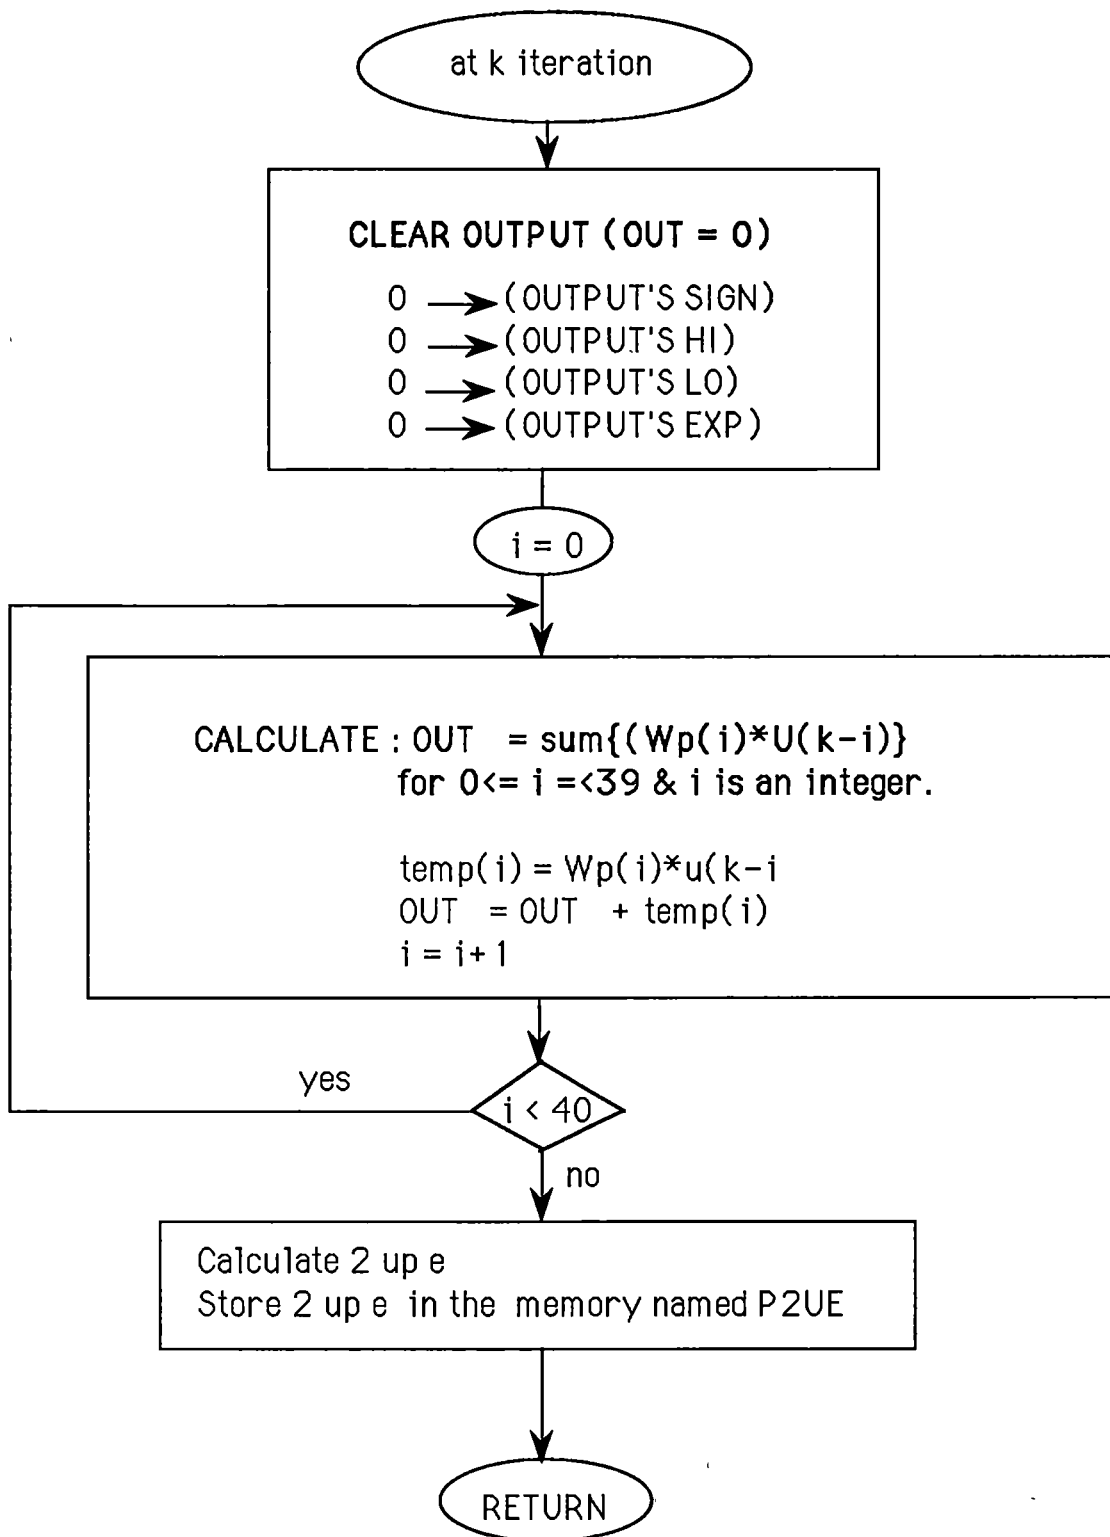 at k iteration
CLEAR OUTPUT (OUT = 0)
0 → (OUTPUT'S SIGN)
0 → (OUTPUT'S HI)
0 → (OUTPUT'S LO)
0 → (OUTPUT'S EXP)
i = 0
CALCULATE : OUT = sum{(Wp(i)*U(k-i)}
for 0<= i =<39 & i is an integer.
temp(i) = Wp(i)*u(k-i
OUT = OUT + temp(i)
i = i+1
yes
i < 40
no
Calculate 2 up e
Store 2 up e in the memory named P2UE
RETURN